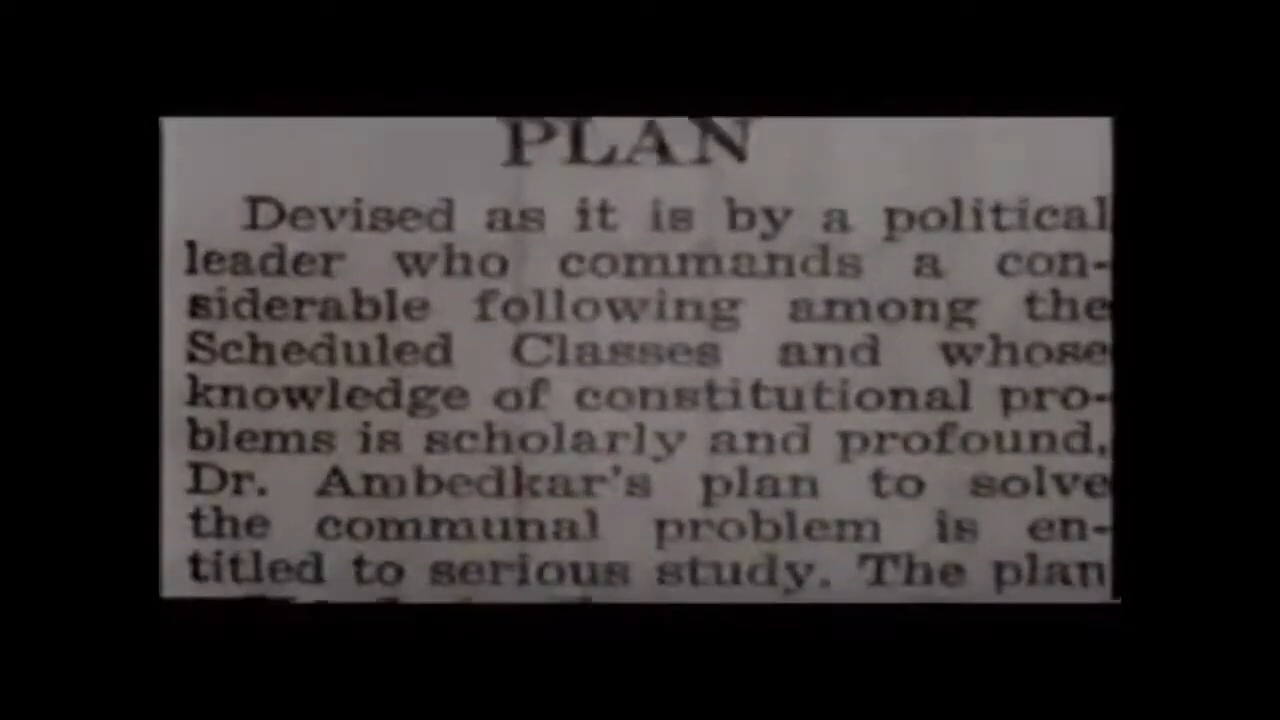 PLAN
Devised as it is by a political
leader who commands a con-
siderable following among the
Scheduled Classes and whose
knowledge of constitutional pro-
blems is scholarly and profound,
Dr. Ambedkar's plan to solve
the communal problem is en-
titled to serious study. The plan